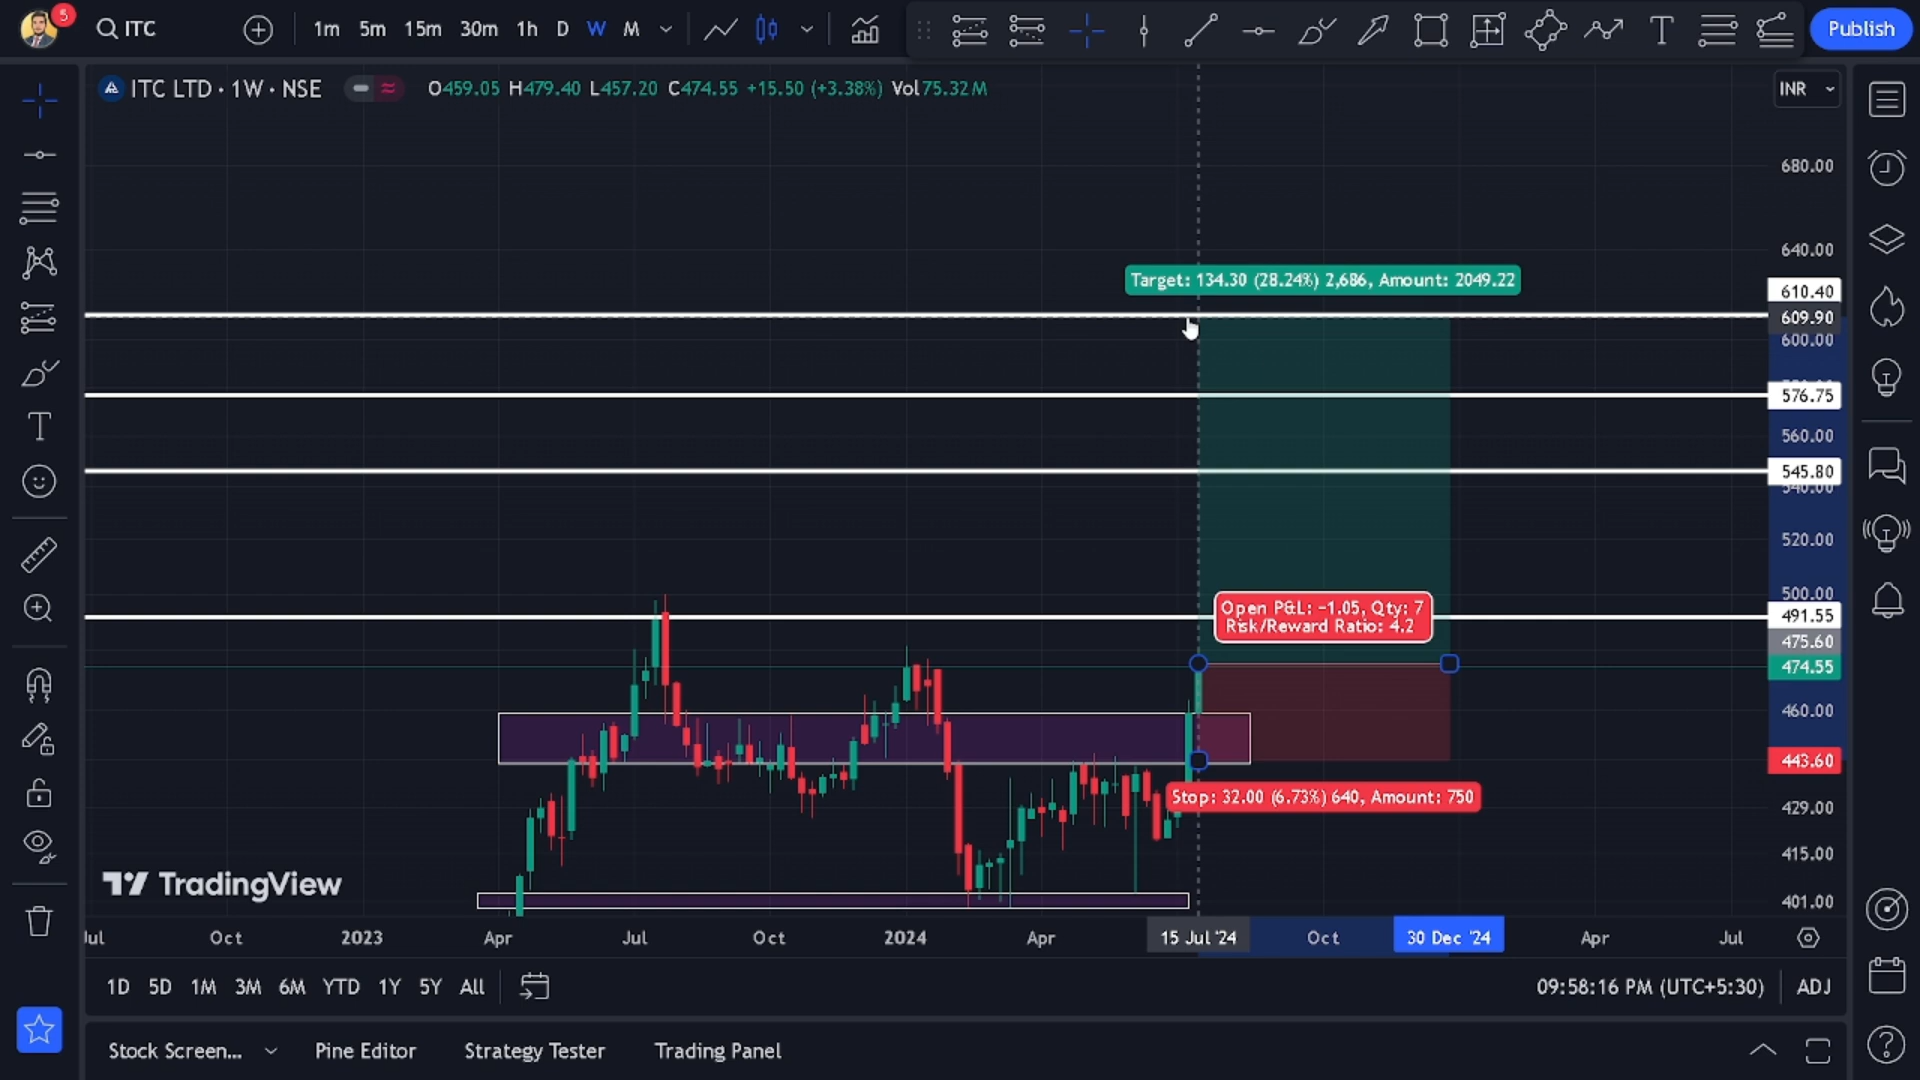 5
ITC
1m 5m 15m 30m 1h D W M
Publish
ITC LTD · 1W · NSE
O459.05 H479.40 L457.20 C474.55 +15.50 (+3.38%) Vol75.32M
INR
680.00
640.00
Target: 134.30 (28.24%) 2,686, Amount: 2049.22
610.40
609.90
600.00
576.75
560.00
545.80
540.00
520.00
500.00
Open P&L: −1.05, Qty: 7
Risk/Reward Ratio: 4.2
491.55
475.60
474.55
460.00
443.60
Stop: 32.00 (6.73%) 640, Amount: 750
429.00
415.00
401.00
TradingView
Jul Oct 2023 Apr Jul Oct 2024 Apr 15 Jul '24 Oct 30 Dec '24 Apr Jul
1D 5D 1M 3M 6M YTD 1Y 5Y All
09:58:16 PM (UTC+5:30) ADJ
Stock Screen... Pine Editor Strategy Tester Trading Panel